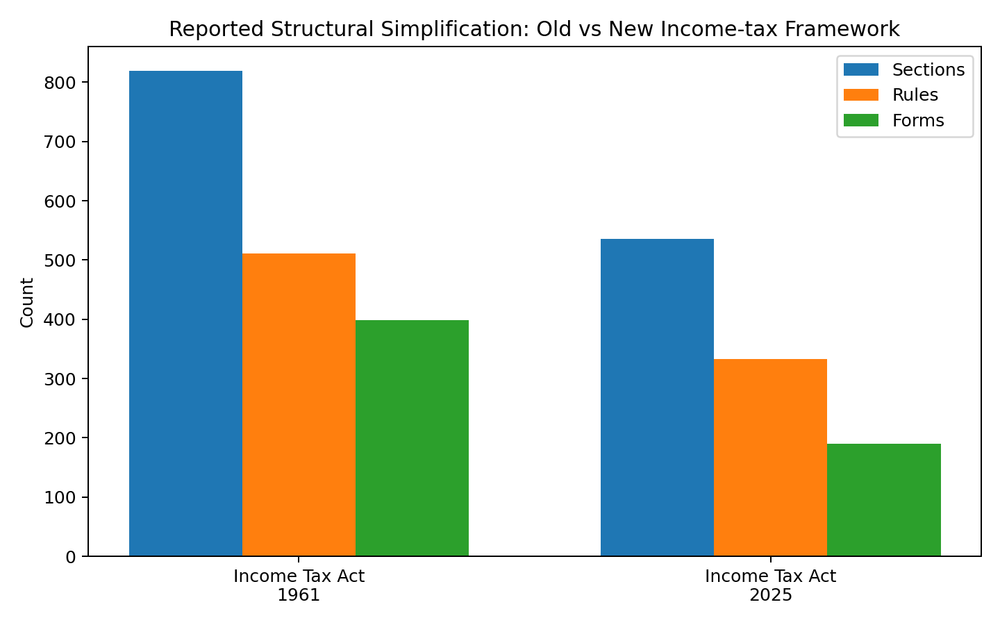 Reported Structural Simplification: Old vs New Income-tax Framework
Sections
Rules
Forms
Count
800
700
600
500
400
300
200
100
0
Income Tax Act
1961
Income Tax Act
2025